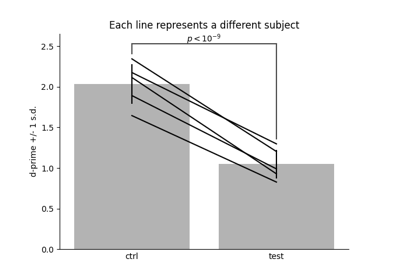 Each line represents a different subject
p < 10⁻⁹
2.5
2.0
1.5
1.0
0.5
0.0
d-prime +/- 1 s.d.
ctrl
test